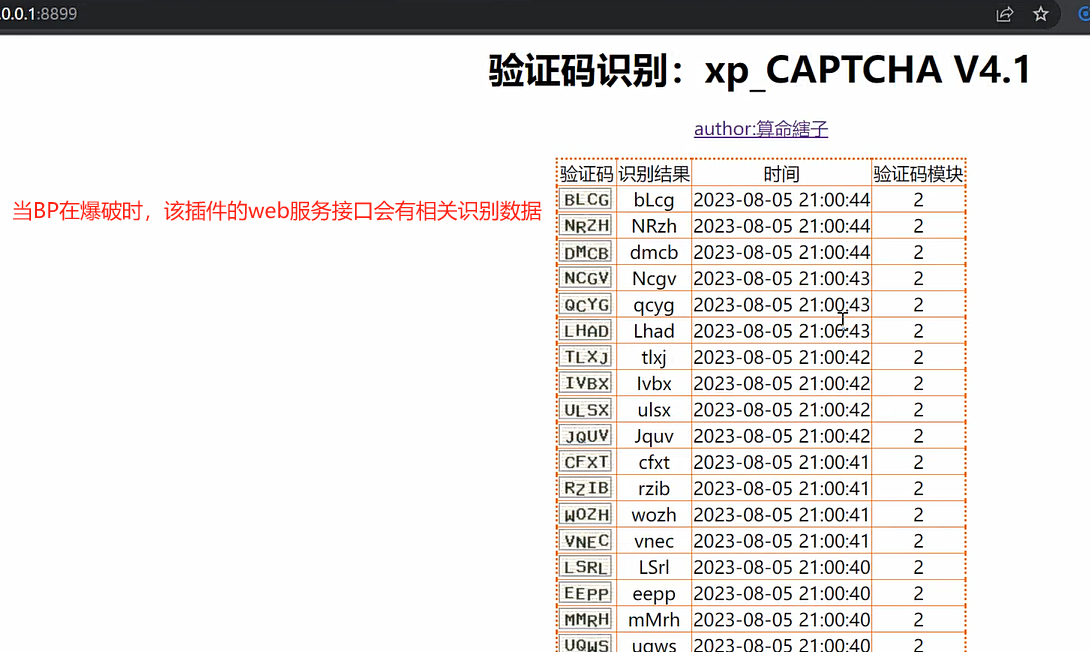 .0.0.1:8899
验证码识别：xp_CAPTCHA V4.1
author:算命縖子
验证码 识别结果 时间 验证码模块
当BP在爆破时，该插件的web服务接口会有相关识别数据
BLCG bLcg 2023-08-05 21:00:44 2
NRZH NRzh 2023-08-05 21:00:44 2
DMCB dmcb 2023-08-05 21:00:44 2
NCGV Ncgv 2023-08-05 21:00:43 2
QCYG qcyg 2023-08-05 21:00:43 2
LHAD Lhad 2023-08-05 21:00:43 2
TLXJ tlxj 2023-08-05 21:00:42 2
IVBX Ivbx 2023-08-05 21:00:42 2
ULSX ulsx 2023-08-05 21:00:42 2
JQUV Jquv 2023-08-05 21:00:42 2
CFXT cfxt 2023-08-05 21:00:41 2
RZIB rzib 2023-08-05 21:00:41 2
WOZH wozh 2023-08-05 21:00:41 2
VNEC vnec 2023-08-05 21:00:41 2
LSRL LSrl 2023-08-05 21:00:40 2
EEPP eepp 2023-08-05 21:00:40 2
MMRH mMrh 2023-08-05 21:00:40 2
UQWS uqws 2023-08-05 21:00:40 2